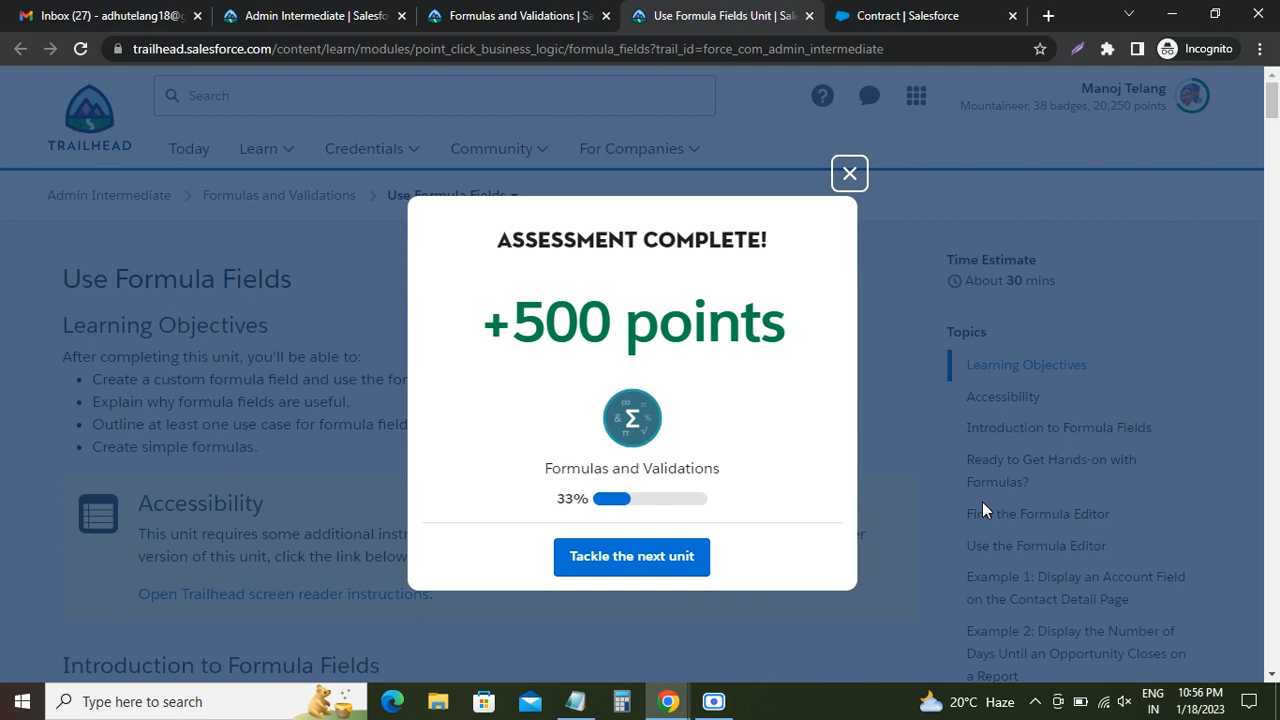 Inbox (27) - adhutelang18@g
Admin Intermediate | Salesfo
Formulas and Validations | Sa
Use Formula Fields Unit | Sal
Contract | Salesforce
trailhead.salesforce.com/content/learn/modules/point_click_business_logic/formula_fields?trail_id=force_com_admin_intermediate
Incognito
TRAILHEAD
Search
Manoj Telang
Mountaineer, 38 badges, 20,250 points
Today
Learn
Credentials
Community
For Companies
Admin Intermediate
Formulas and Validations
Use Formula Fields
ASSESSMENT COMPLETE!
+500 points
Formulas and Validations
33%
Tackle the next unit
Use Formula Fields
Learning Objectives
After completing this unit, you'll be able to:
Create a custom formula field and use the for
Explain why formula fields are useful.
Outline at least one use case for formula field
Create simple formulas.
Accessibility
This unit requires some additional instr
version of this unit, click the link below
Open Trailhead screen reader instructions.
Introduction to Formula Fields
Time Estimate
About 30 mins
Topics
Learning Objectives
Accessibility
Introduction to Formula Fields
Ready to Get Hands-on with
Formulas?
Find the Formula Editor
Use the Formula Editor
Example 1: Display an Account Field
on the Contact Detail Page
Example 2: Display the Number of
Days Until an Opportunity Closes on
a Report
Type here to search
20°C Haze
ENG
IN
10:56 PM
1/18/2023